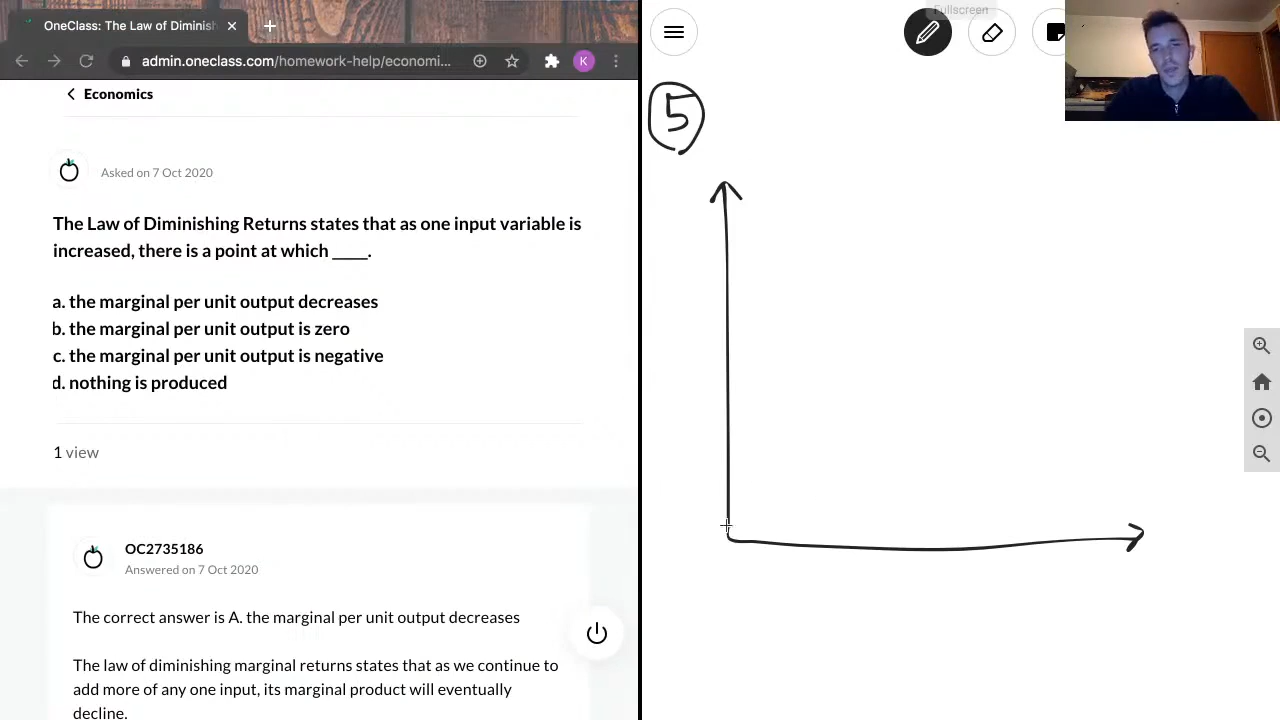 OneClass: The Law of Diminish
admin.oneclass.com/homework-help/economi...
K
Fullscreen
Economics
Asked on 7 Oct 2020
The Law of Diminishing Returns states that as one input variable is
increased, there is a point at which ____.
a. the marginal per unit output decreases
b. the marginal per unit output is zero
c. the marginal per unit output is negative
d. nothing is produced
1 view
OC2735186
Answered on 7 Oct 2020
The correct answer is A. the marginal per unit output decreases
The law of diminishing marginal returns states that as we continue to
add more of any one input, its marginal product will eventually
decline.
5